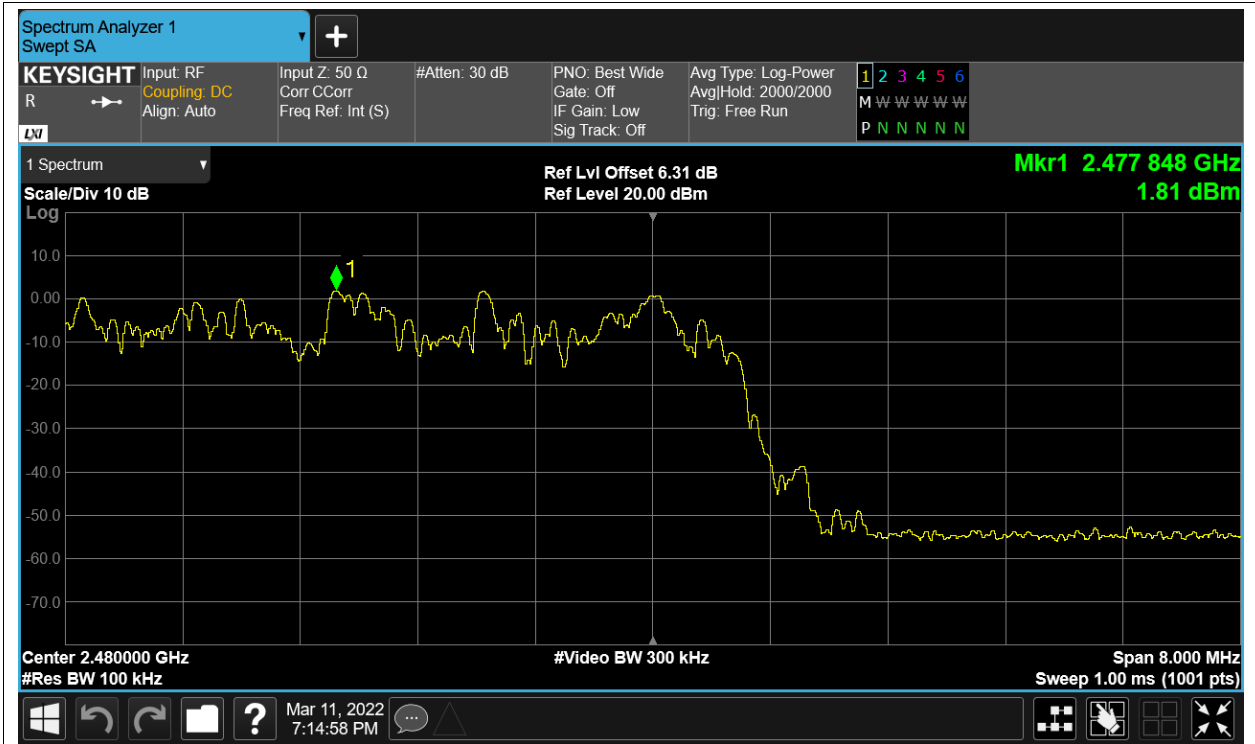 Spectrum Analyzer 1
Swept SA
KEYSIGHT
R
LXI
Input: RF
Coupling: DC
Align: Auto
Input Z: 50 Ω
Corr CCorr
Freq Ref: Int (S)
#Atten: 30 dB
PNO: Best Wide
Gate: Off
IF Gain: Low
Sig Track: Off
Avg Type: Log-Power
Avg|Hold: 2000/2000
Trig: Free Run
1 2 3 4 5 6
M W W W W W
P N N N N N
1 Spectrum
Scale/Div 10 dB
Log
Ref Lvl Offset 6.31 dB
Ref Level 20.00 dBm
Mkr1 2.477 848 GHz
1.81 dBm
10.0
0.00
-10.0
-20.0
-30.0
-40.0
-50.0
-60.0
-70.0
1
Center 2.480000 GHz
#Res BW 100 kHz
#Video BW 300 kHz
Span 8.000 MHz
Sweep 1.00 ms (1001 pts)
?
Mar 11, 2022
7:14:58 PM